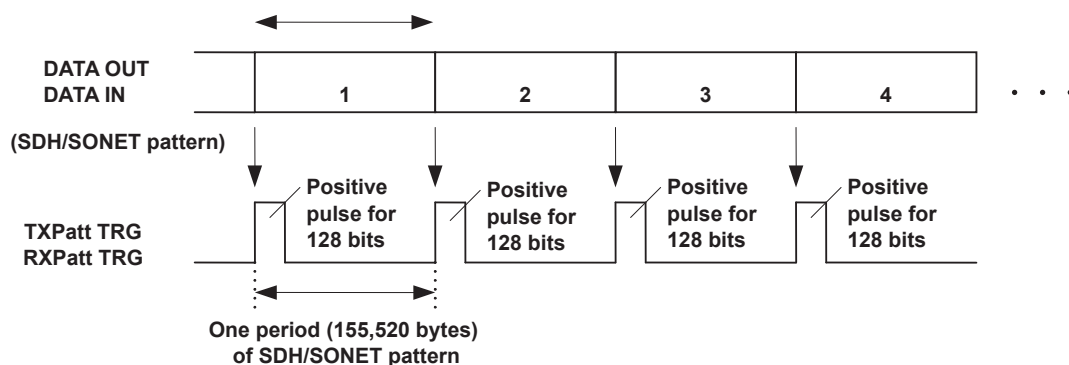 DATA OUT
DATA IN
1
2
3
4
. . .
(SDH/SONET pattern)
Positive
pulse for
128 bits
Positive
pulse for
128 bits
Positive
pulse for
128 bits
Positive
pulse for
128 bits
TXPatt TRG
RXPatt TRG
One period (155,520 bytes)
of SDH/SONET pattern